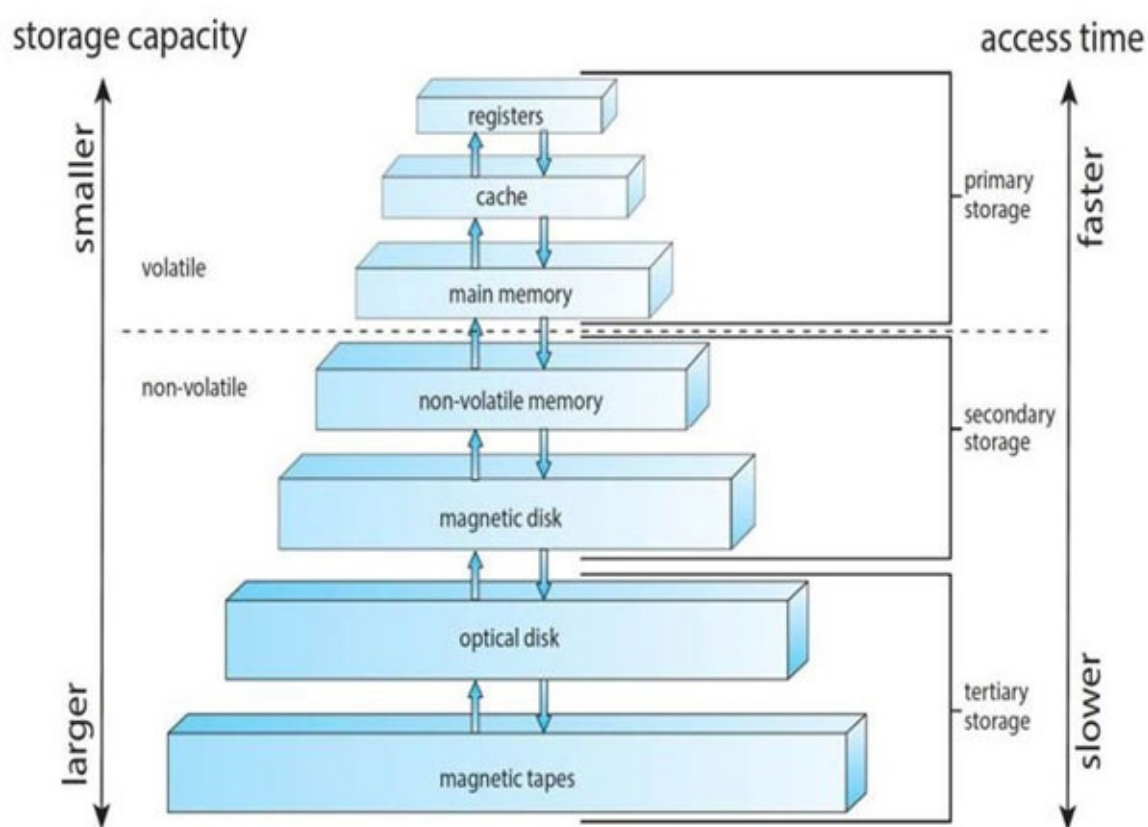 storage capacity
access time
smaller
registers
cache
primary
storage
faster
volatile
main memory
non-volatile
non-volatile memory
secondary
storage
magnetic disk
optical disk
larger
tertiary
storage
slower
magnetic tapes